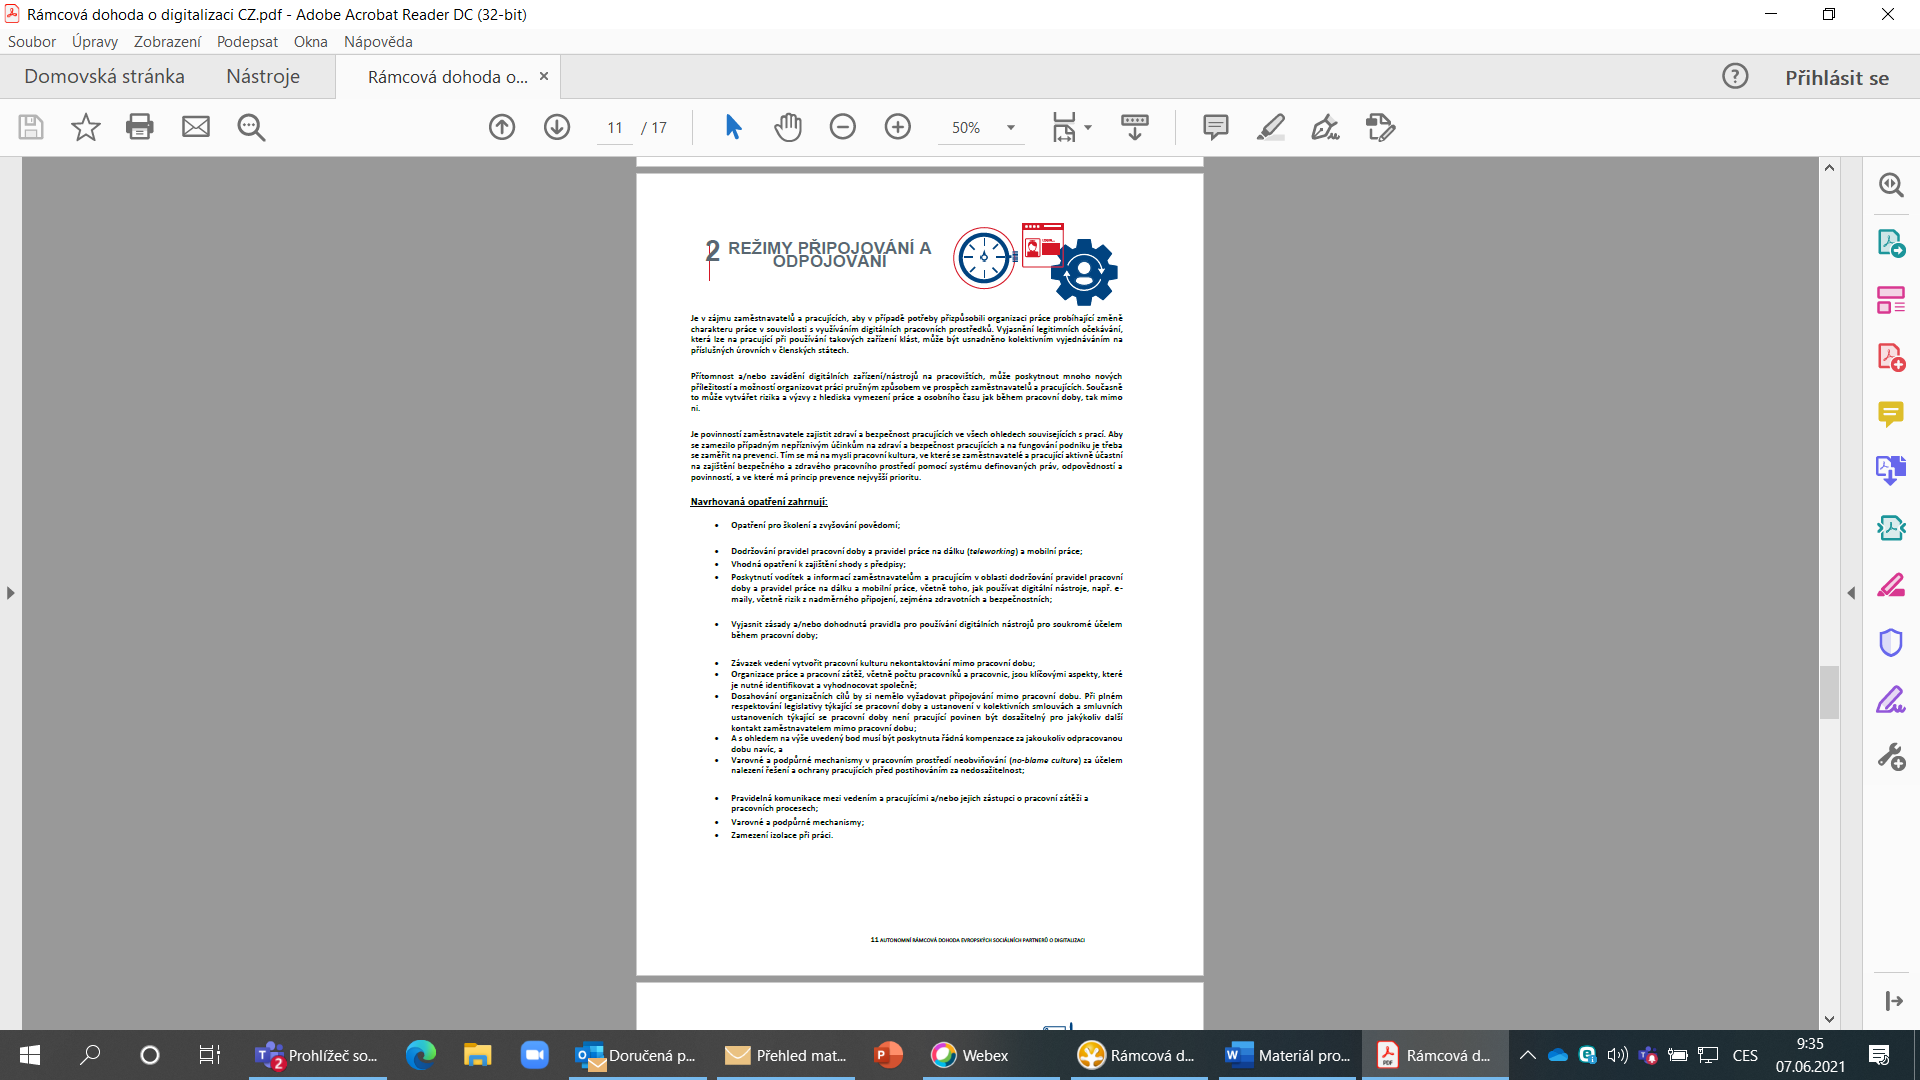 Rámcová dohoda o digitalizaci CZ.pdf - Adobe Acrobat Reader DC (32-bit)
Soubor Úpravy Zobrazení Podepsat Okna Nápověda
Domovská stránka Nástroje Rámcová dohoda o... × Přihlásit se
11 / 17 50%
2 REŽIMY PŘIPOJOVÁNÍ A
ODPOJOVÁNÍ
Je v zájmu zaměstnavatelů a pracujících, aby v případě potřeby přizpůsobili organizaci práce probíhající změně
charakteru práce v souvislosti s využíváním digitálních pracovních prostředků. Vyjasnění legitimních očekávání,
která lze na pracující při používání takových zařízení klást, může být usnadněno kolektivním vyjednáváním na
příslušných úrovních v členských státech.
Přítomnost a/nebo zavádění digitálních zařízení/nástrojů na pracovištích, může poskytnout mnoho nových
příležitostí a možností organizovat práci pružným způsobem ve prospěch zaměstnavatelů a pracujících. Současně
to může vytvářet rizika a výzvy z hlediska vymezení práce a osobního času jak během pracovní doby, tak mimo
ni.
Je povinností zaměstnavatele zajistit zdraví a bezpečnost pracujících ve všech ohledech souvisejících s prací. Aby
se zamezilo případným nepříznivým účinkům na zdraví a bezpečnost pracujících a na fungování podniku je třeba
se zaměřit na prevenci. Tím se má na mysli pracovní kultura, ve které se zaměstnavatelé a pracující aktivně účastní
na zajištění bezpečného a zdravého pracovního prostředí pomocí systému definovaných práv, odpovědností a
povinností, a ve které má princip prevence nejvyšší prioritu.
Navrhovaná opatření zahrnují:
• Opatření pro školení a zvyšování povědomí;
• Dodržování pravidel pracovní doby a pravidel práce na dálku (teleworking) a mobilní práce;
• Vhodná opatření k zajištění shody s předpisy;
• Poskytnutí vodítek a informací zaměstnavatelům a pracujícím v oblasti dodržování pravidel pracovní
doby a pravidel práce na dálku a mobilní práce, včetně toho, jak používat digitální nástroje, např. e-
maily, včetně rizik z nadměrného připojení, zejména zdravotních a bezpečnostních;
• Vyjasnit zásady a/nebo dohodnutá pravidla pro používání digitálních nástrojů pro soukromé účelem
během pracovní doby;
• Závazek vedení vytvořit pracovní kulturu nekontaktování mimo pracovní dobu;
• Organizace práce a pracovní zátěž, včetně počtu pracovníků a pracovnic, jsou klíčovými aspekty, které
je nutné identifikovat a vyhodnocovat společně;
• Dosahování organizačních cílů by si nemělo vyžadovat připojování mimo pracovní dobu. Při plném
respektování legislativy týkající se pracovní doby a ustanovení v kolektivních smlouvách a smluvních
ustanoveních týkající se pracovní doby není pracující povinen být dosažitelný pro jakýkoliv další
kontakt zaměstnavatelem mimo pracovní dobu;
• A s ohledem na výše uvedený bod musí být poskytnuta řádná kompenzace za jakoukoliv odpracovanou
dobu navíc, a
• Varovné a podpůrné mechanismy v pracovním prostředí neobviňování (no-blame culture) za účelem
nalezení řešení a ochrany pracujících před postihováním za nedosažitelnost;
• Pravidelná komunikace mezi vedením a pracujícími a/nebo jejich zástupci o pracovní zátěži a
pracovních procesech;
• Varovné a podpůrné mechanismy;
• Zamezení izolace při práci.
11 AUTONOMNÍ RÁMCOVÁ DOHODA EVROPSKÝCH SOCIÁLNÍCH PARTNERŮ O DIGITALIZACI
Prohlížeč so... Doručená p... Přehled mat... Webex Rámcová d... Materiál pro... Rámcová d... CES
9:35
07.06.2021